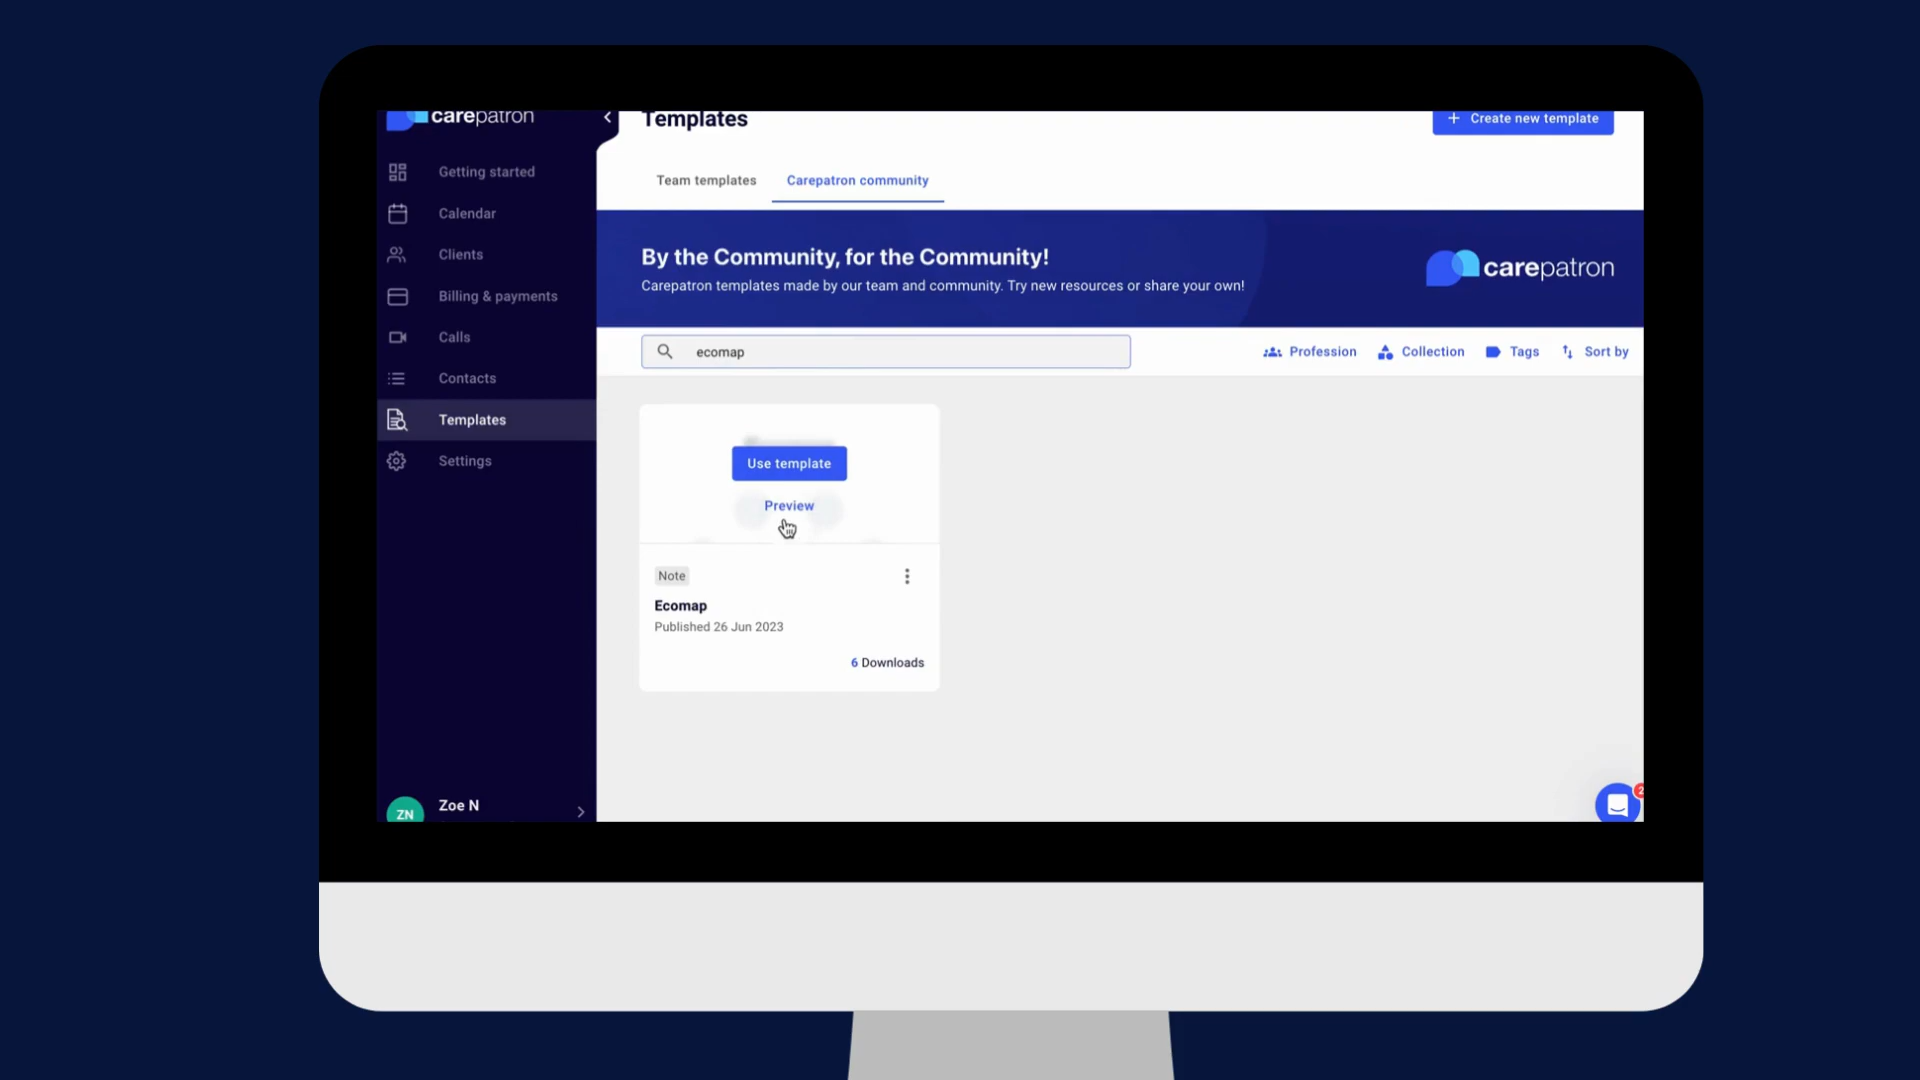 carepatron
Templates
+ Create new template
Getting started
Calendar
Clients
Billing & payments
Calls
Contacts
Templates
Settings
Team templates
Carepatron community
By the Community, for the Community!
Carepatron templates made by our team and community. Try new resources or share your own!
carepatron
ecomap
Profession
Collection
Tags
Sort by
Use template
Preview
Note
Ecomap
Published 26 Jun 2023
6 Downloads
ZN
Zoe N
2